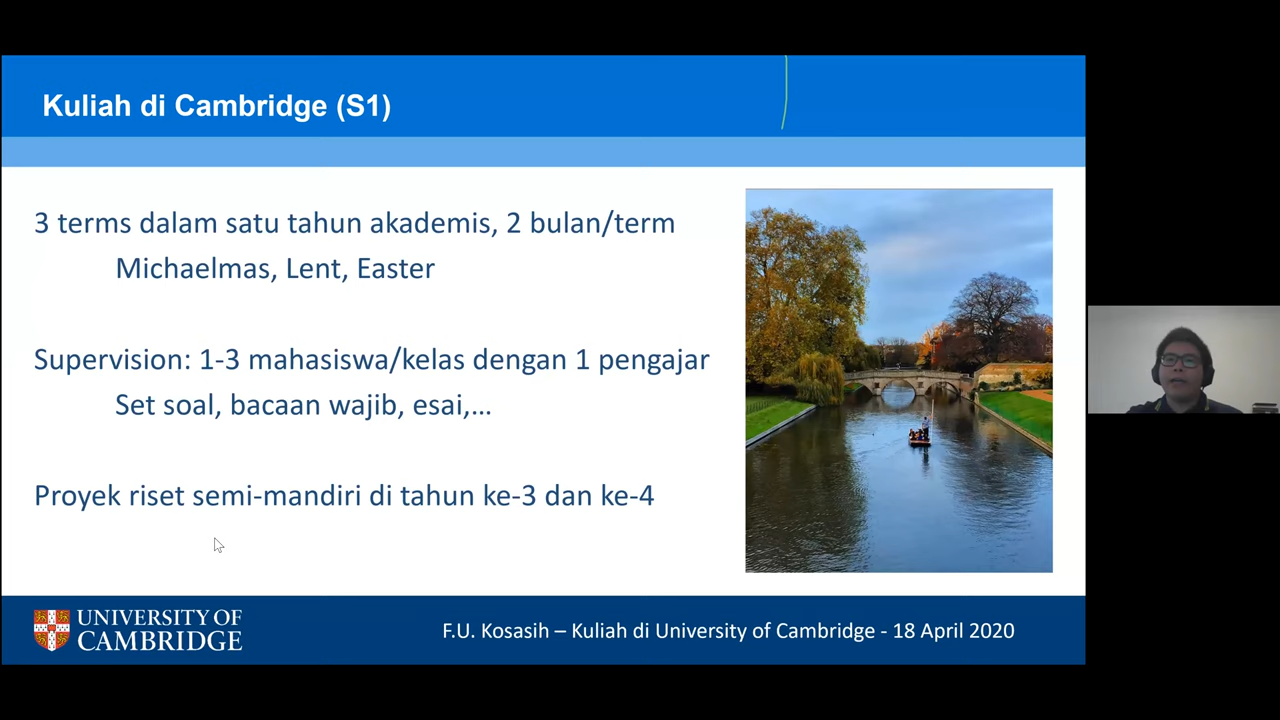 Kuliah di Cambridge (S1)
3 terms dalam satu tahun akademis, 2 bulan/term
Michaelmas, Lent, Easter
Supervision: 1-3 mahasiswa/kelas dengan 1 pengajar
Set soal, bacaan wajib, esai,...
Proyek riset semi-mandiri di tahun ke-3 dan ke-4
UNIVERSITY OF
CAMBRIDGE
F.U. Kosasih – Kuliah di University of Cambridge - 18 April 2020